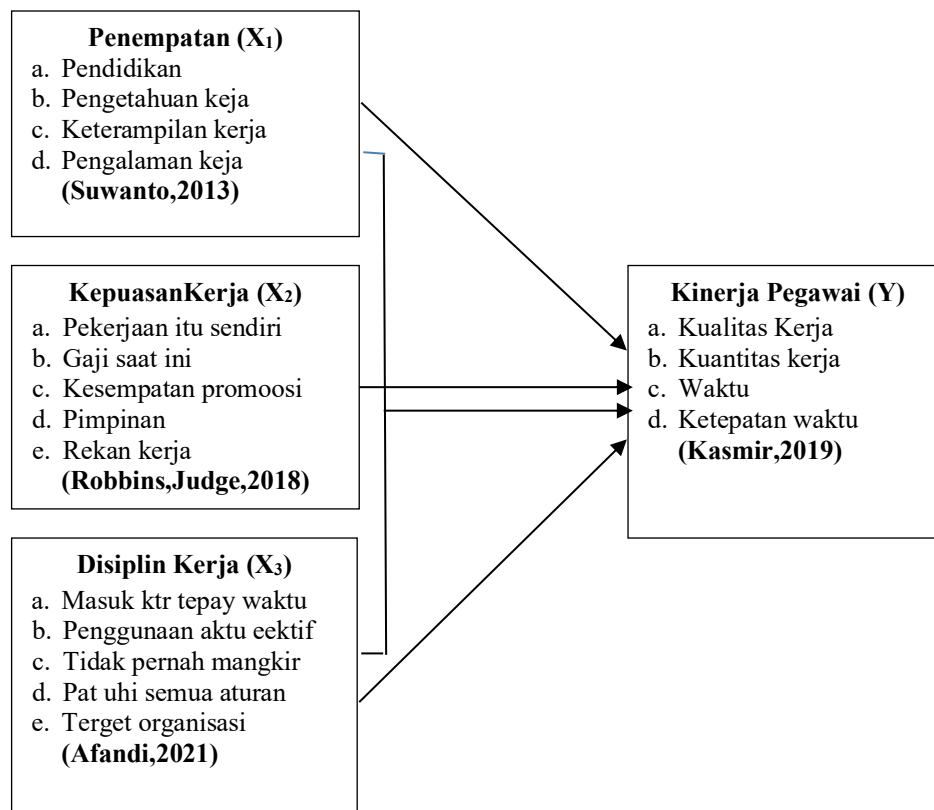 Penempatan (X₁)
a. Pendidikan
b. Pengetahuan keja
c. Keterampilan kerja
d. Pengalaman keja
(Suwanto,2013)
KepuasanKerja (X₂)
a. Pekerjaan itu sendiri
b. Gaji saat ini
c. Kesempatan promoosi
d. Pimpinan
e. Rekan kerja
(Robbins,Judge,2018)
Disiplin Kerja (X₃)
a. Masuk ktr tepay waktu
b. Penggunaan aktu eektif
c. Tidak pernah mangkir
d. Pat uhi semua aturan
e. Terget organisasi
(Afandi,2021)
Kinerja Pegawai (Y)
a. Kualitas Kerja
b. Kuantitas kerja
c. Waktu
d. Ketepatan waktu
(Kasmir,2019)